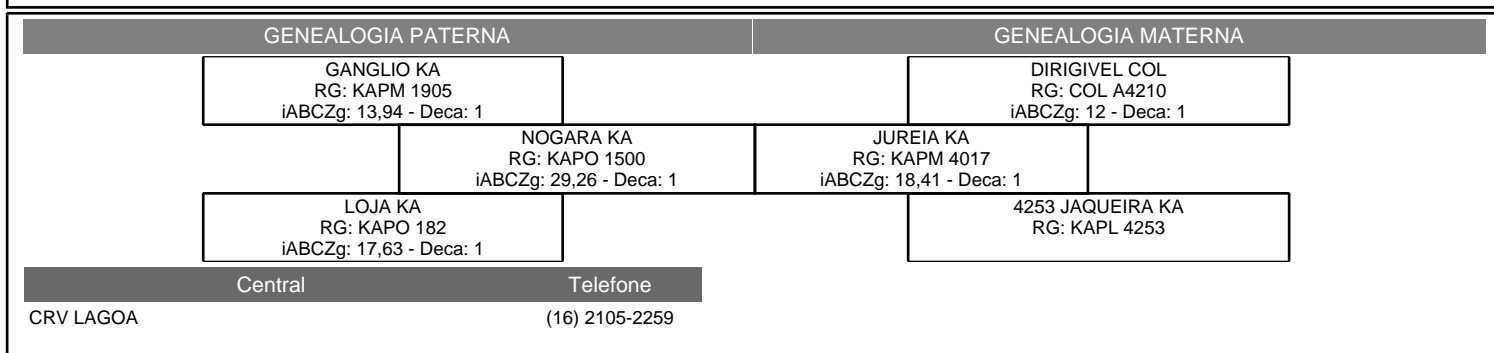 GENEALOGIA PATERNA
GENEALOGIA MATERNA
GANGLIO KA
RG: KAPM 1905
iABCZg: 13,94 - Deca: 1
DIRIGIVEL COL
RG: COL A4210
iABCZg: 12 - Deca: 1
NOGARA KA
RG: KAPO 1500
iABCZg: 29,26 - Deca: 1
JUREIA KA
RG: KAPM 4017
iABCZg: 18,41 - Deca: 1
LOJA KA
RG: KAPO 182
iABCZg: 17,63 - Deca: 1
4253 JAQUEIRA KA
RG: KAPL 4253
Central Telefone
CRV LAGOA (16) 2105-2259